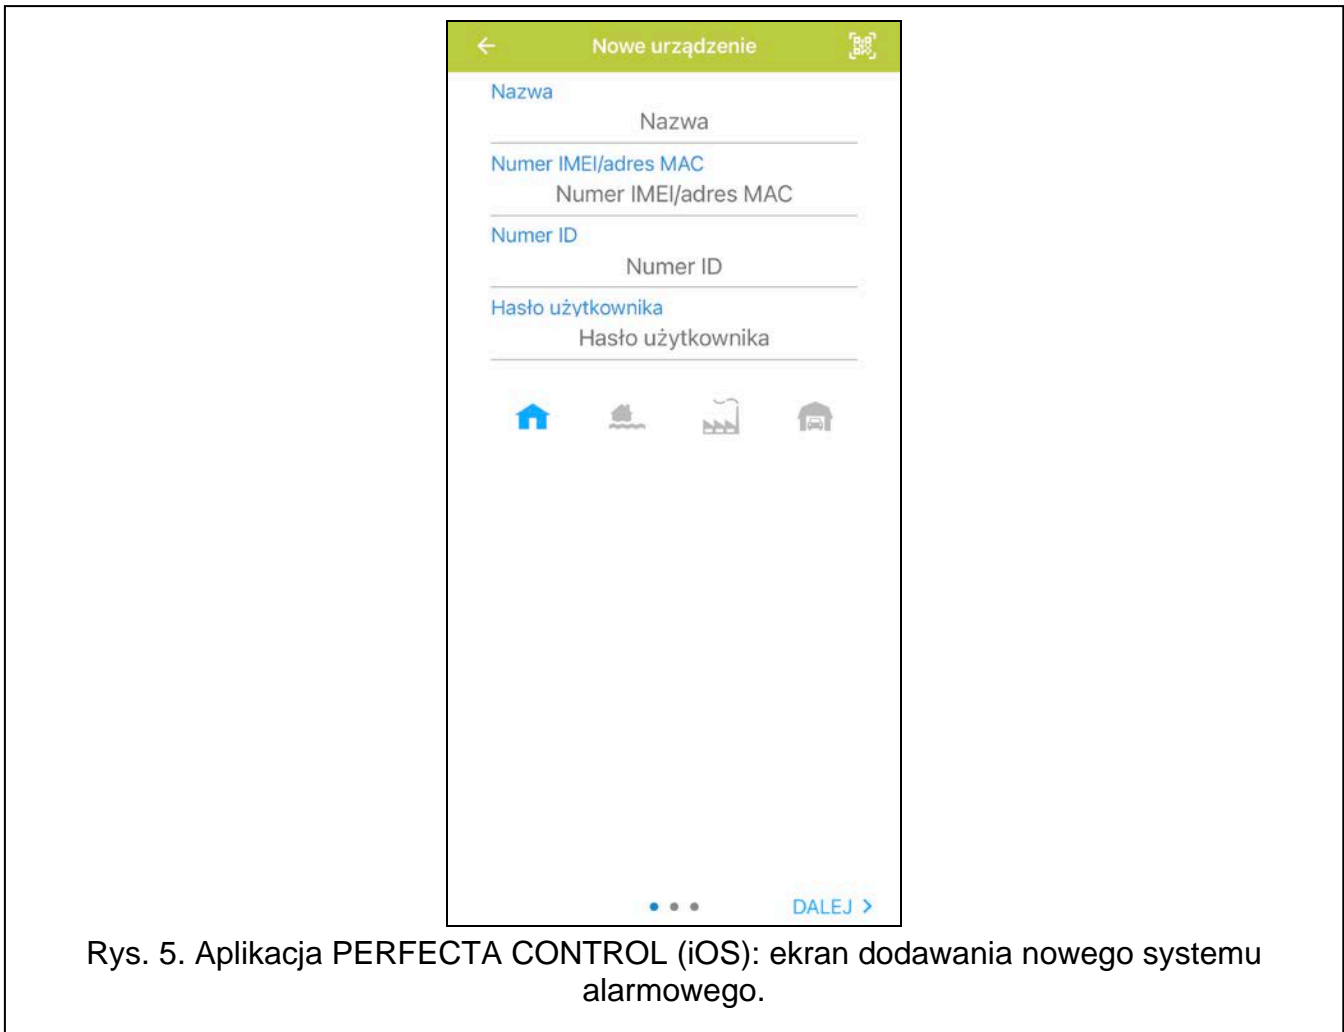 Nowe urządzenie
Nazwa
Nazwa
Numer IMEI/adres MAC
Numer IMEI/adres MAC
Numer ID
Numer ID
Hasło użytkownika
Hasło użytkownika
DALEJ >
Rys. 5. Aplikacja PERFECTA CONTROL (iOS): ekran dodawania nowego systemu
alarmowego.